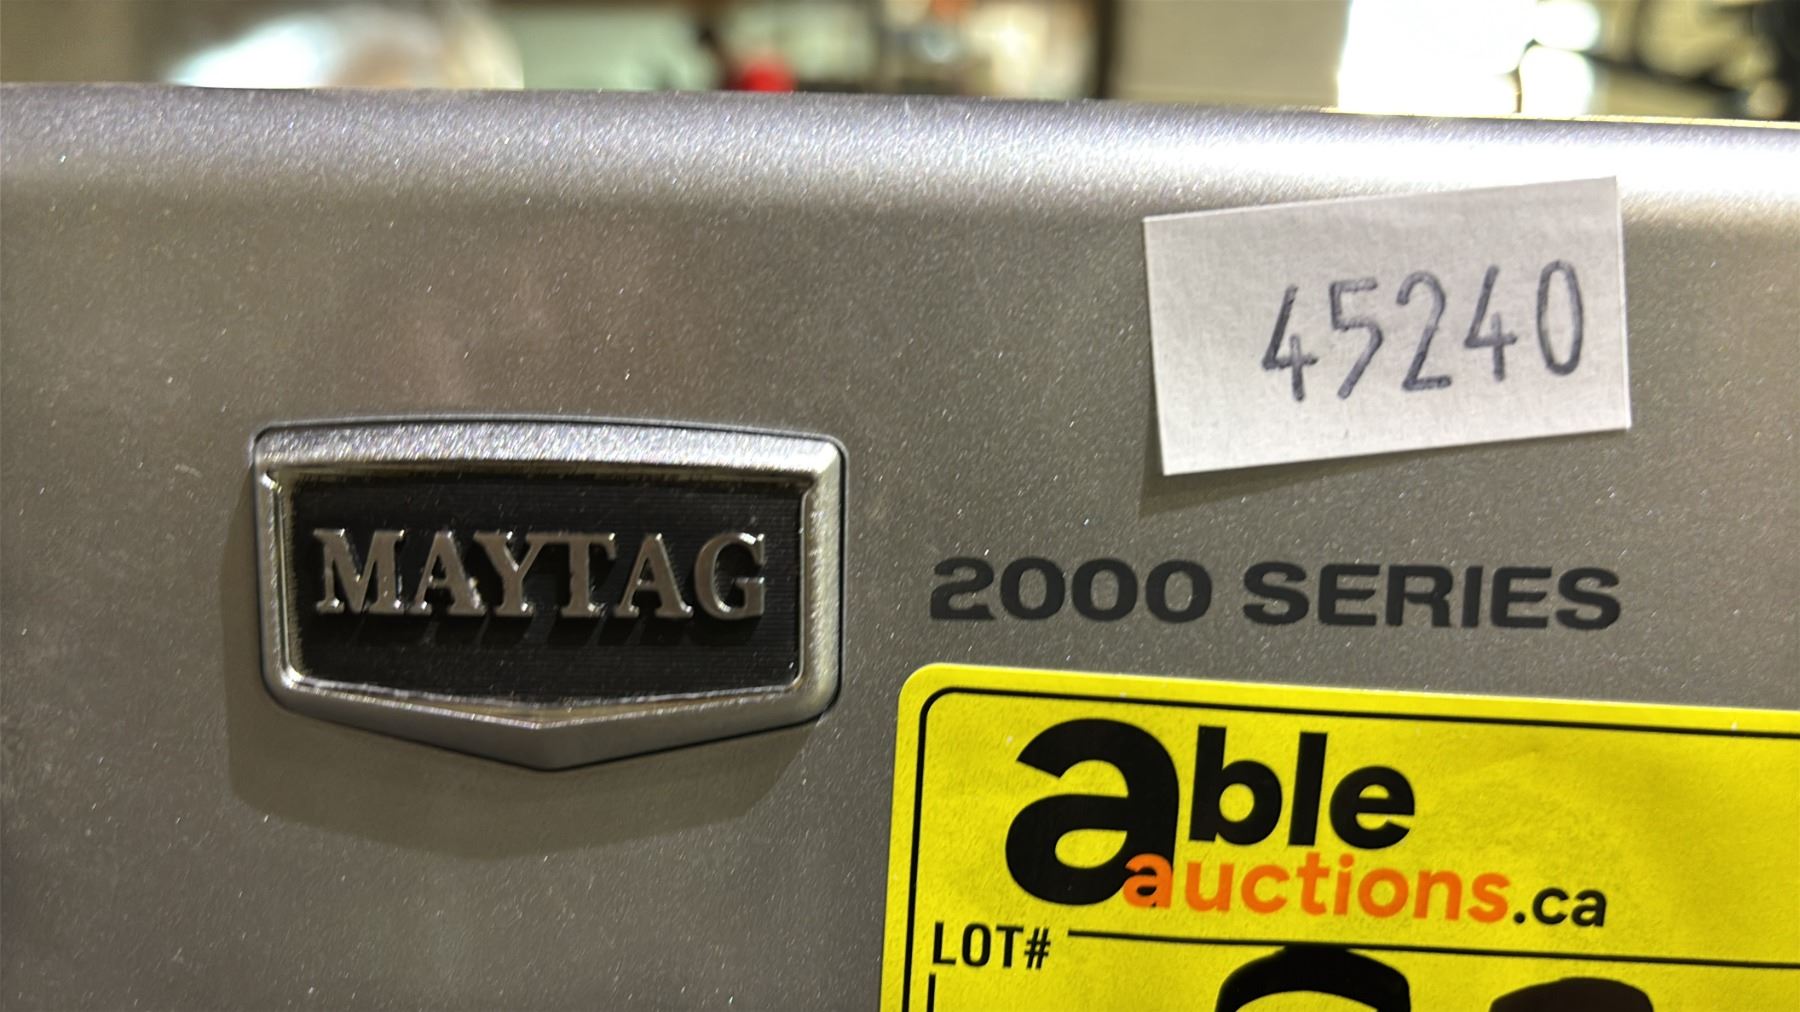 45240
MAYTAG
2000 SERIES
able
auctions.ca
LOT#